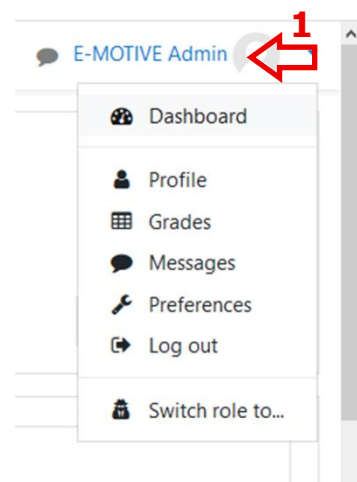 1
E-MOTIVE Admin
Dashboard
Profile
Grades
Messages
Preferences
Log out
Switch role to...